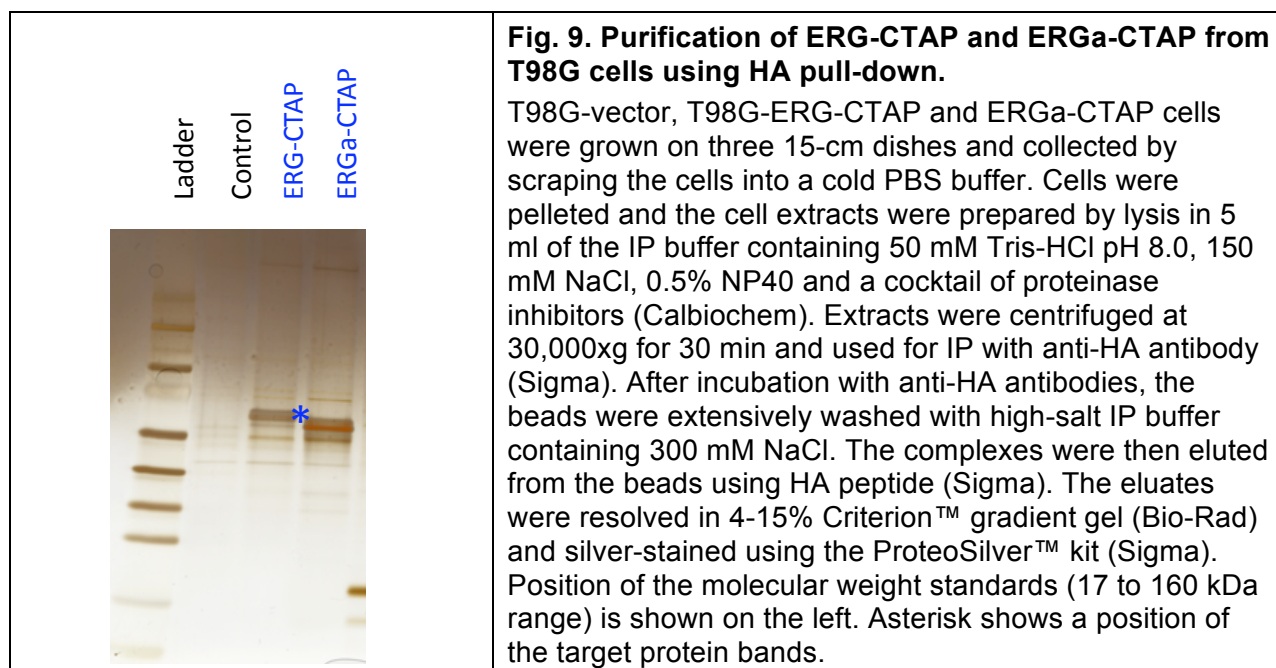 Ladder
Control
ERG-CTAP
ERGa-CTAP
*
Fig. 9. Purification of ERG-CTAP and ERGa-CTAP from
T98G cells using HA pull-down.
T98G-vector, T98G-ERG-CTAP and ERGa-CTAP cells
were grown on three 15-cm dishes and collected by
scraping the cells into a cold PBS buffer. Cells were
pelleted and the cell extracts were prepared by lysis in 5
ml of the IP buffer containing 50 mM Tris-HCl pH 8.0, 150
mM NaCl, 0.5% NP40 and a cocktail of proteinase
inhibitors (Calbiochem). Extracts were centrifuged at
30,000xg for 30 min and used for IP with anti-HA antibody
(Sigma). After incubation with anti-HA antibodies, the
beads were extensively washed with high-salt IP buffer
containing 300 mM NaCl. The complexes were then eluted
from the beads using HA peptide (Sigma). The eluates
were resolved in 4-15% Criterion™ gradient gel (Bio-Rad)
and silver-stained using the ProteoSilver™ kit (Sigma).
Position of the molecular weight standards (17 to 160 kDa
range) is shown on the left. Asterisk shows a position of
the target protein bands.